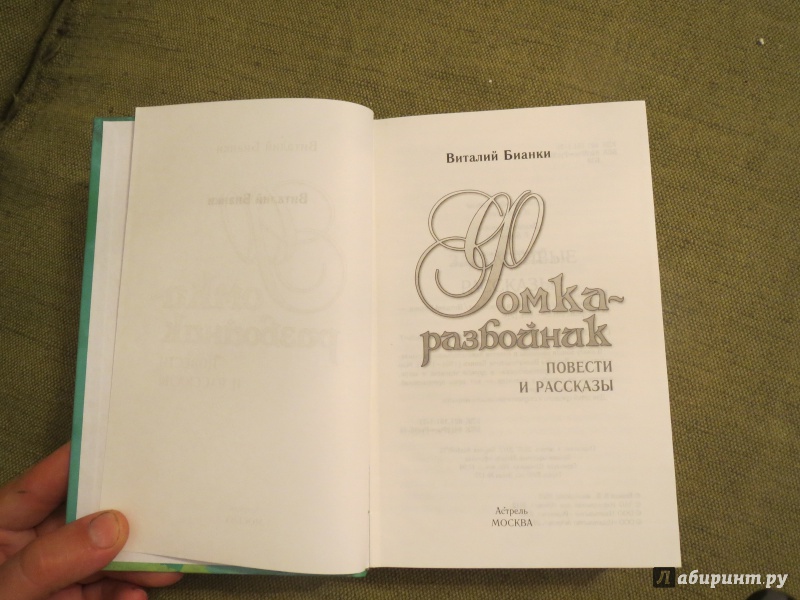 Виталий Бианки
Фомка-
разбойник
ПОВЕСТИ
И РАССКАЗЫ
Астрель
МОСКВА
Лабиринт.ру